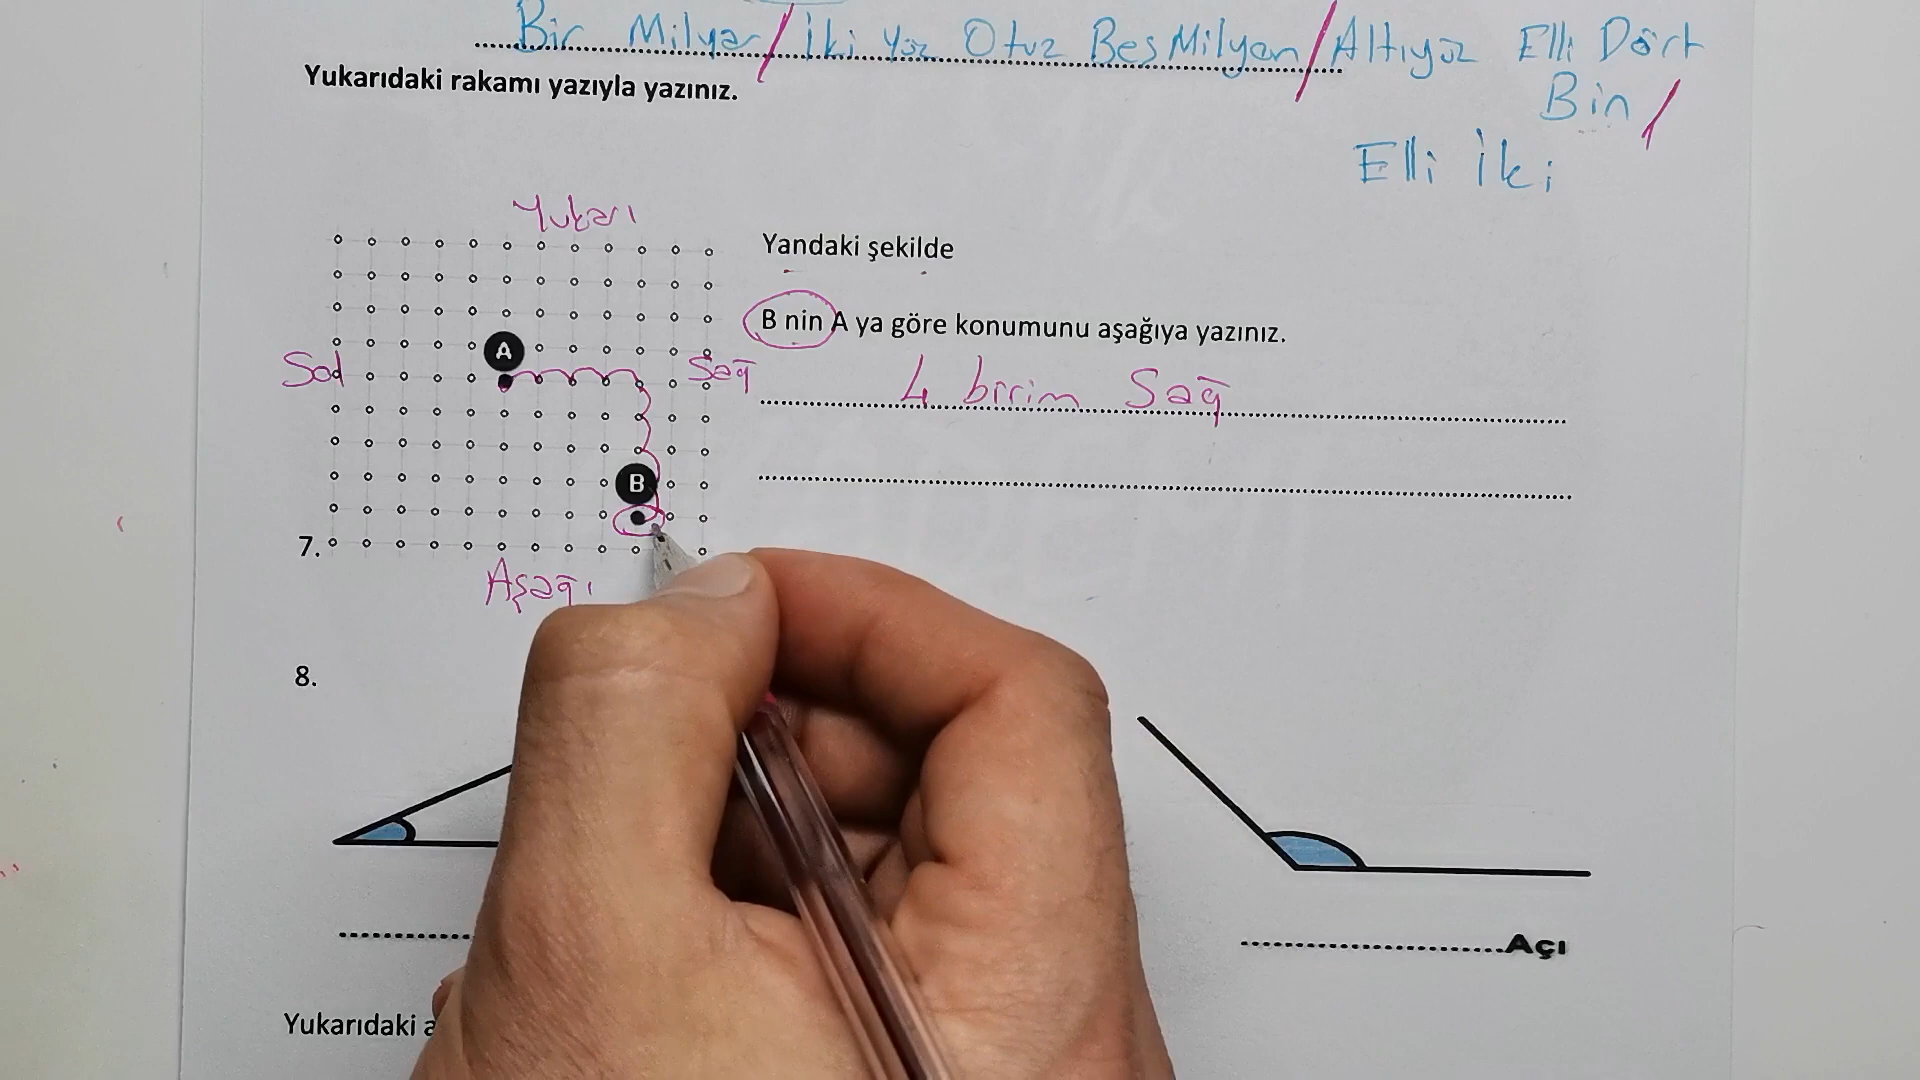 Bir Milyar/İki Yüz Otuz Beş Milyon/Altıyüz Elli Dört
Bin/
Elli İki
Yukarıdaki rakamı yazıyla yazınız.
Yukarı
Yandaki şekilde
B nin A ya göre konumunu aşağıya yazınız.
A
Sol
Sağ
4 birim Sağ
B
7.
Aşağı
8.
Açı
Yukarıdaki a